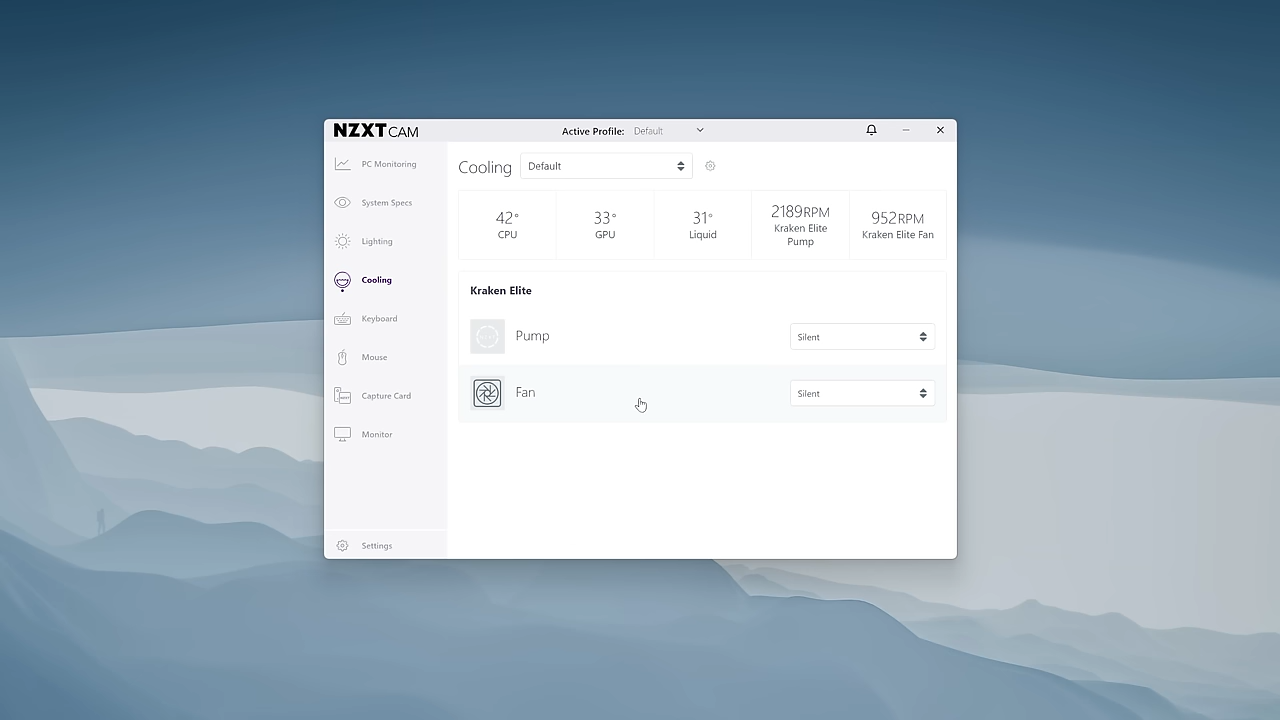 NZXT CAM
Active Profile: Default
PC Monitoring
System Specs
Lighting
Cooling
Keyboard
Mouse
Capture Card
Monitor
Settings
Cooling
Default
42° CPU
33° GPU
31° Liquid
2189RPM
Kraken Elite
Pump
952RPM
Kraken Elite Fan
Kraken Elite
Pump
Silent
Fan
Silent